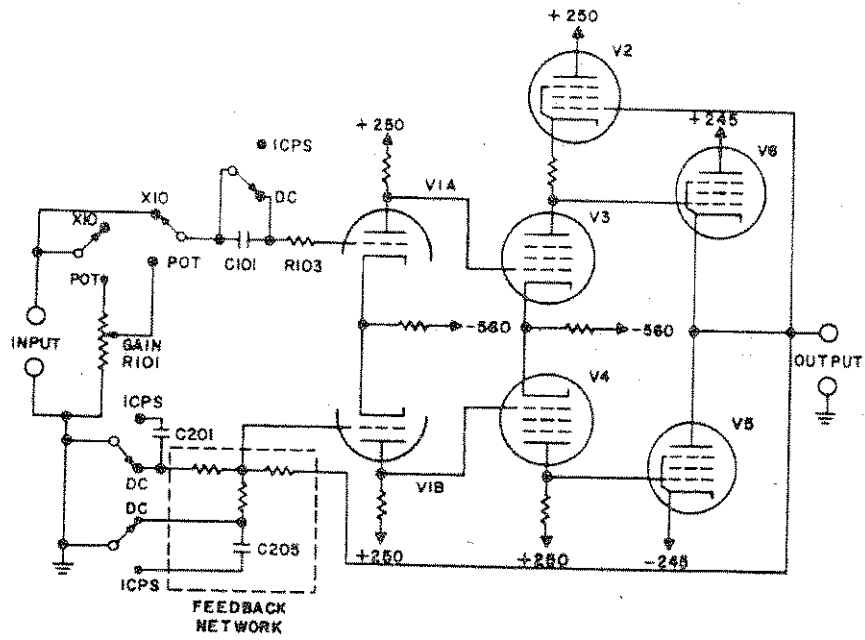 +250
V2
+250
+245
V6
ICPS
X10
DC
V1A
V3
X10
POT
C101
R103
POT
-560
-560
INPUT
GAIN
R101
OUTPUT
ICPS
V4
C201
V5
DC
DC
V1B
C205
ICPS
+250
+250
-245
FEEDBACK
NETWORK